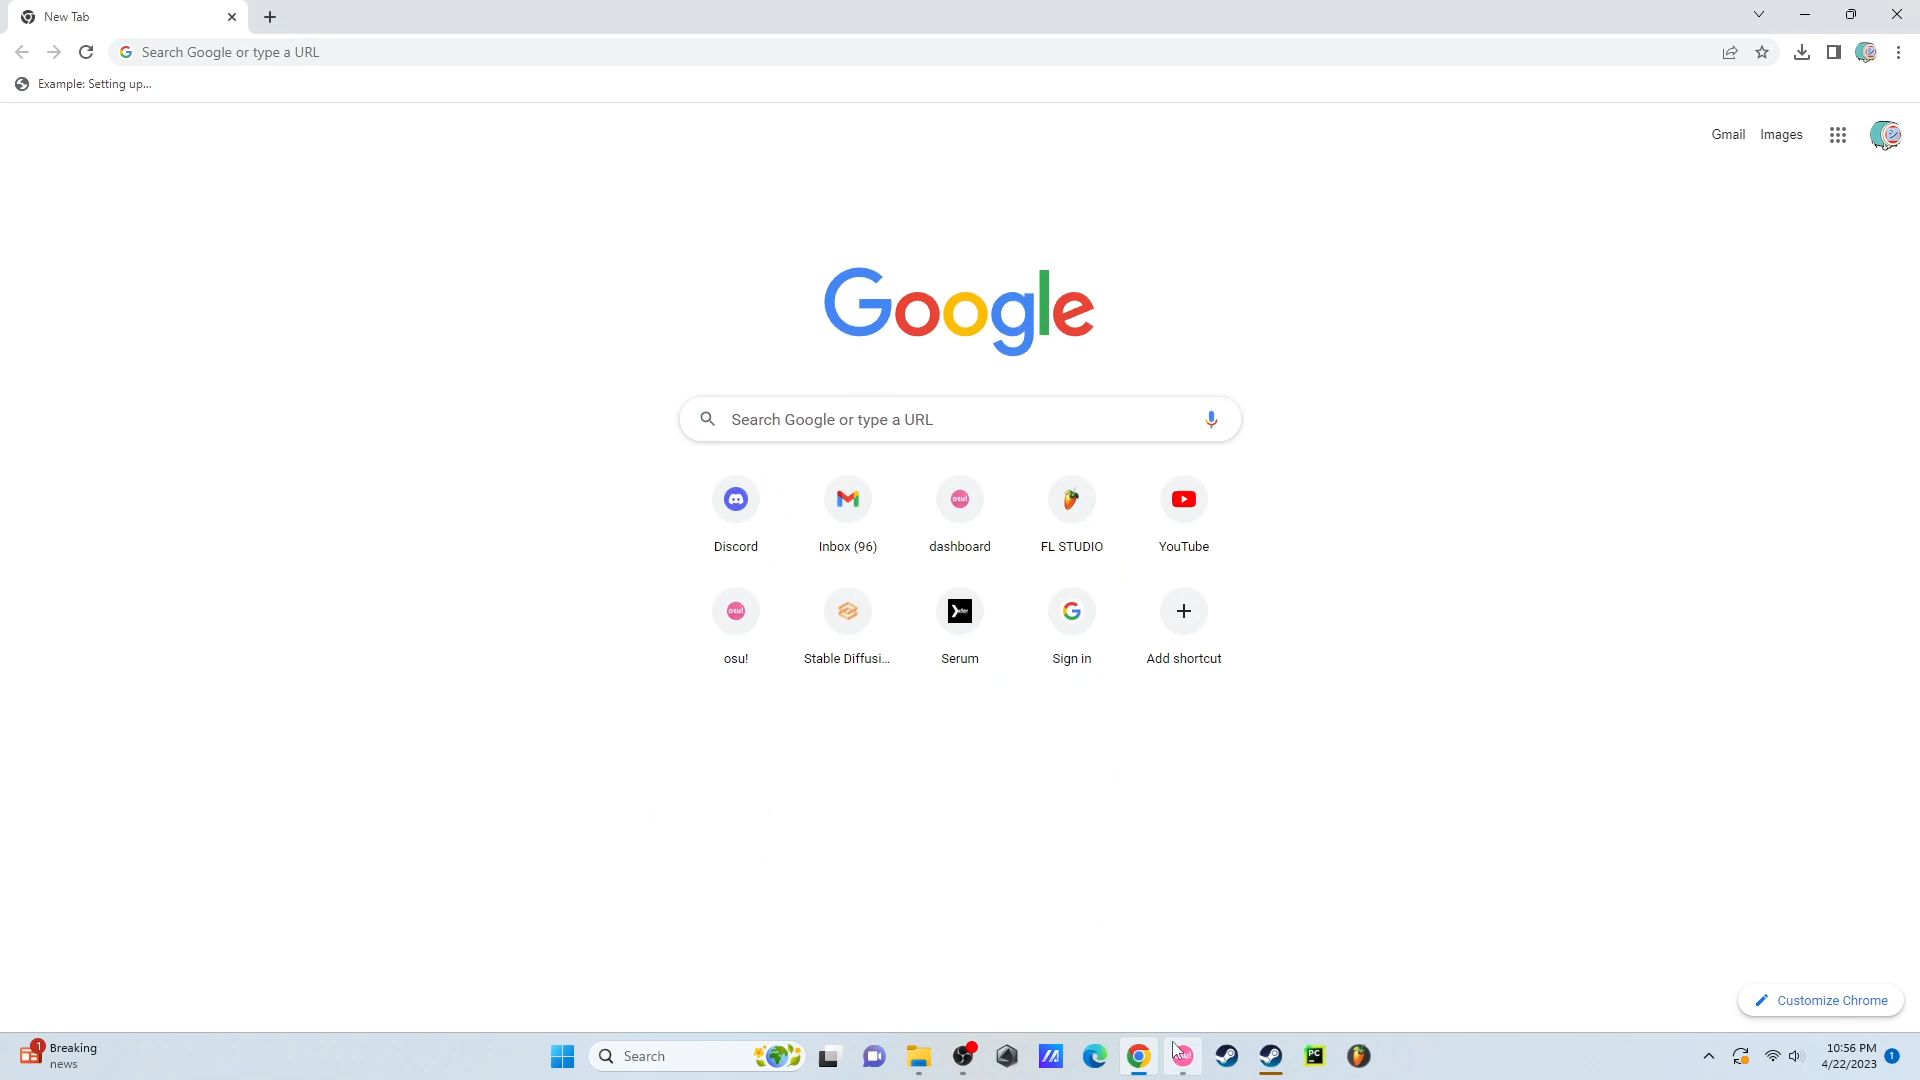 New Tab
Search Google or type a URL
Example: Setting up...
Gmail Images
Google
Search Google or type a URL
Discord Inbox (96) dashboard FL STUDIO YouTube
osu! Stable Diffusi... Serum Sign in Add shortcut
Customize Chrome
1 Breaking
news
Search
10:56 PM
4/22/2023
1